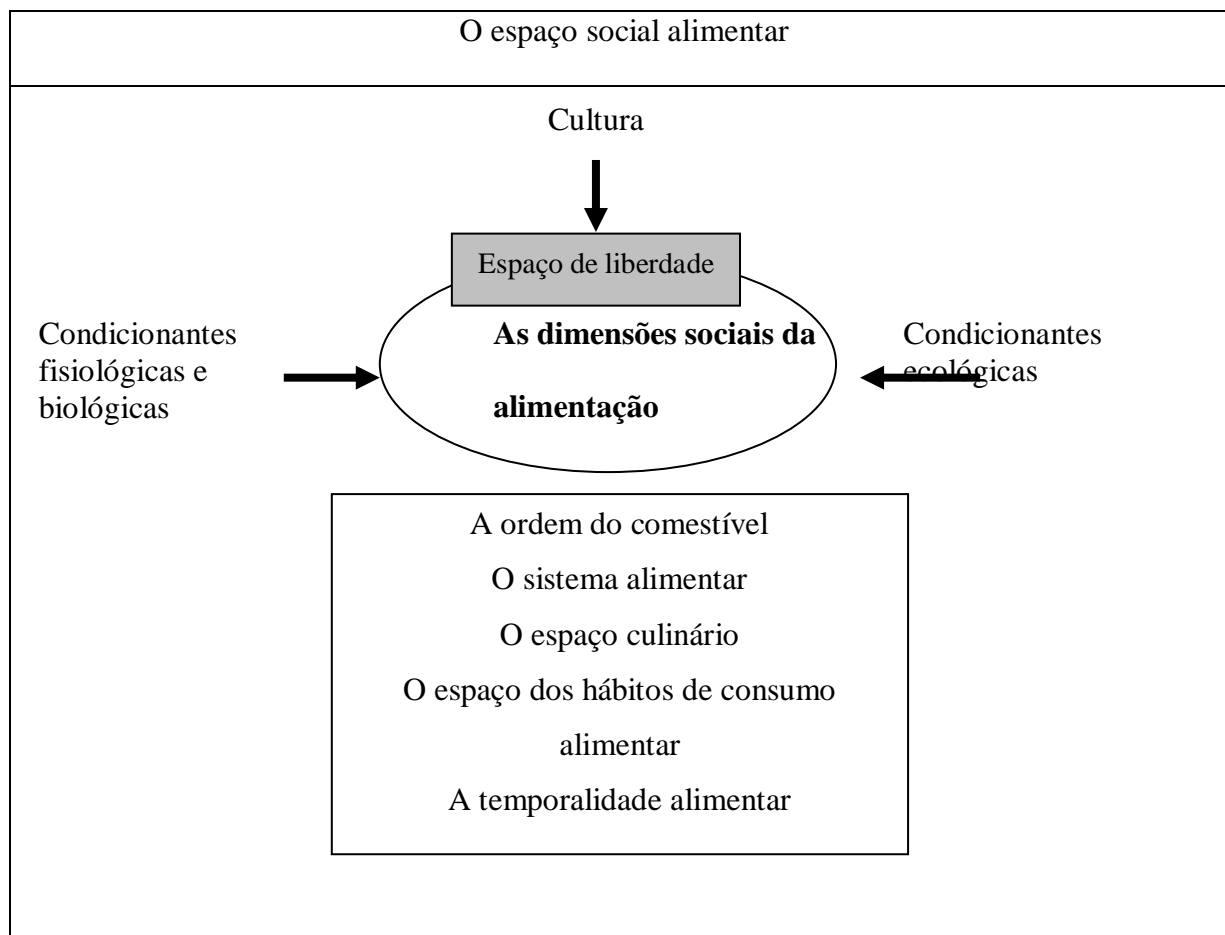 O espaço social alimentar
Cultura
Espaço de liberdade
Condicionantes
fisiológicas e
biológicas
As dimensões sociais da
alimentação
Condicionantes
ecológicas
A ordem do comestível
O sistema alimentar
O espaço culinário
O espaço dos hábitos de consumo
alimentar
A temporalidade alimentar